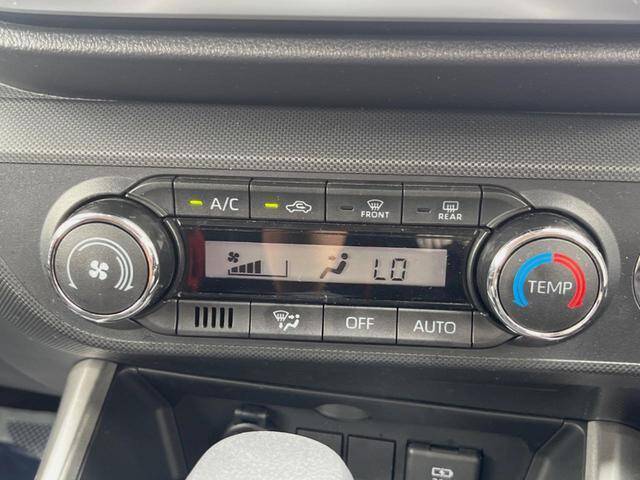 A/C
FRONT
REAR
LO
TEMP
OFF
AUTO